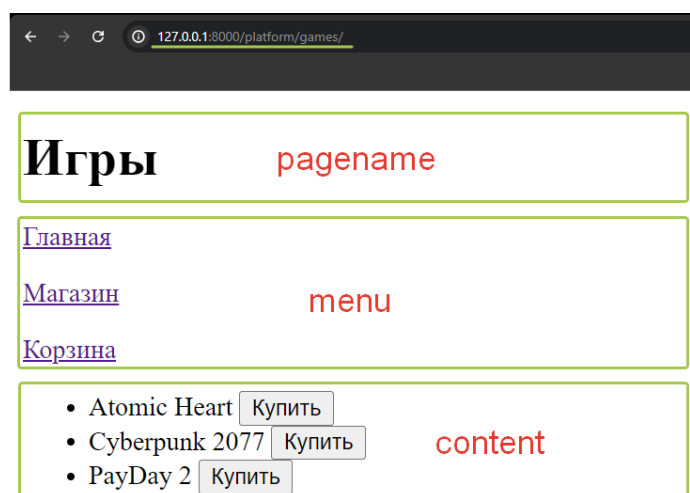 127.0.0.1:8000/platform/games/
Игры pagename
Главная
Магазин
menu
Корзина
Atomic Heart Купить
Cyberpunk 2077 Купить
content
PayDay 2 Купить